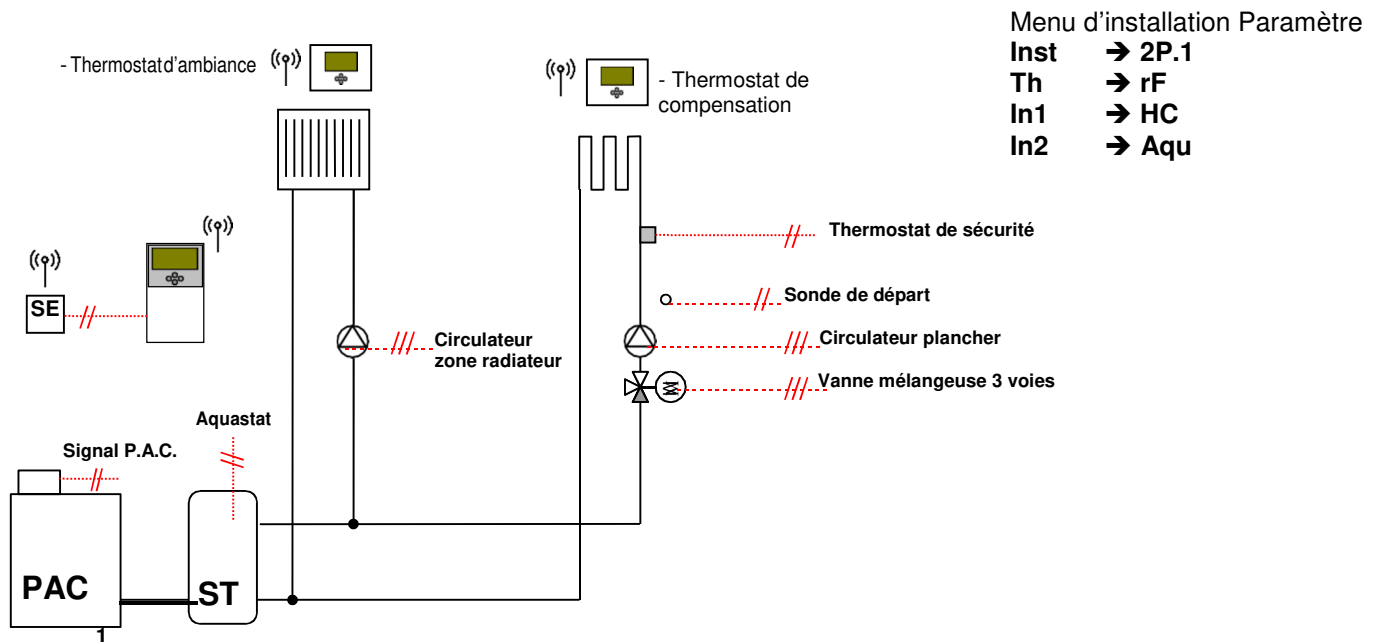 Menu d’installation Paramètre
Inst ➔ 2P.1
Th ➔ rF
In1 ➔ HC
In2 ➔ Aqu
- Thermostat d’ambiance
((ọ))
((ọ))
- Thermostat de
compensation
((ọ))
((ọ))
SE
Thermostat de sécurité
Sonde de départ
Circulateur
zone radiateur
Circulateur plancher
Vanne mélangeuse 3 voies
Aquastat
Signal P.A.C.
PAC
ST
1